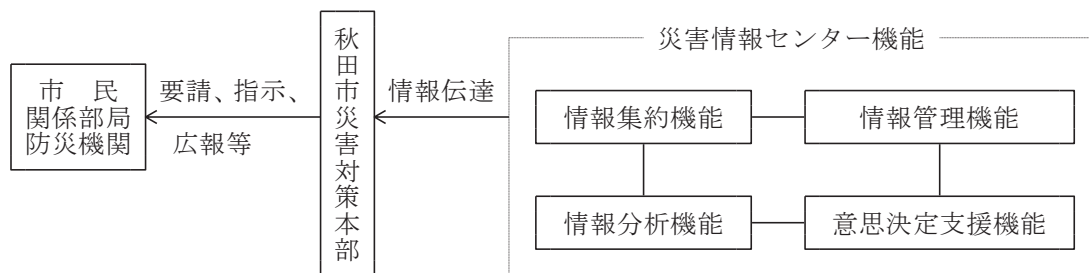 災害情報センター機能
秋田市災害対策本部
市　民
関係部局
防災機関
要請、指示、
広報等
情報伝達
情報集約機能
情報管理機能
情報分析機能
意思決定支援機能